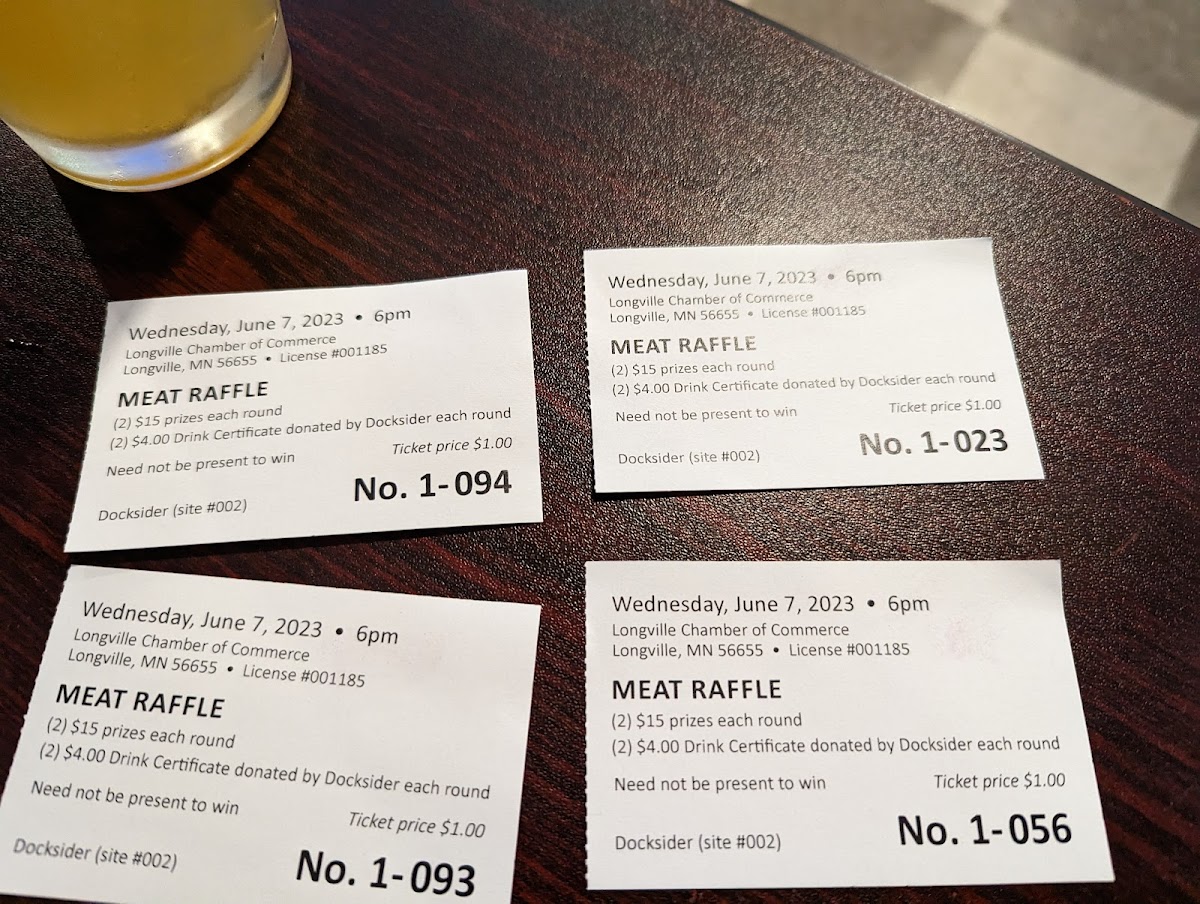 Wednesday, June 7, 2023 • 6pm
Longville Chamber of Commerce
Longville, MN 56655 • License #001185
MEAT RAFFLE
(2) $15 prizes each round
(2) $4.00 Drink Certificate donated by Docksider each round
Need not be present to win
Ticket price $1.00
Docksider (site #002)
No. 1-094
Wednesday, June 7, 2023 • 6pm
Longville Chamber of Commerce
Longville, MN 56655 • License #001185
MEAT RAFFLE
(2) $15 prizes each round
(2) $4.00 Drink Certificate donated by Docksider each round
Need not be present to win
Ticket price $1.00
Docksider (site #002)
No. 1-023
Wednesday, June 7, 2023 • 6pm
Longville Chamber of Commerce
Longville, MN 56655 • License #001185
MEAT RAFFLE
(2) $15 prizes each round
(2) $4.00 Drink Certificate donated by Docksider each round
Need not be present to win
Ticket price $1.00
Docksider (site #002)
No. 1-093
Wednesday, June 7, 2023 • 6pm
Longville Chamber of Commerce
Longville, MN 56655 • License #001185
MEAT RAFFLE
(2) $15 prizes each round
(2) $4.00 Drink Certificate donated by Docksider each round
Need not be present to win
Ticket price $1.00
Docksider (site #002)
No. 1-056